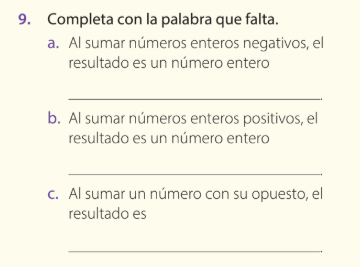 9. Completa con la palabra que falta.
a. Al sumar números enteros negativos, el
resultado es un número entero
.
b. Al sumar números enteros positivos, el
resultado es un número entero
.
c. Al sumar un número con su opuesto, el
resultado es
.